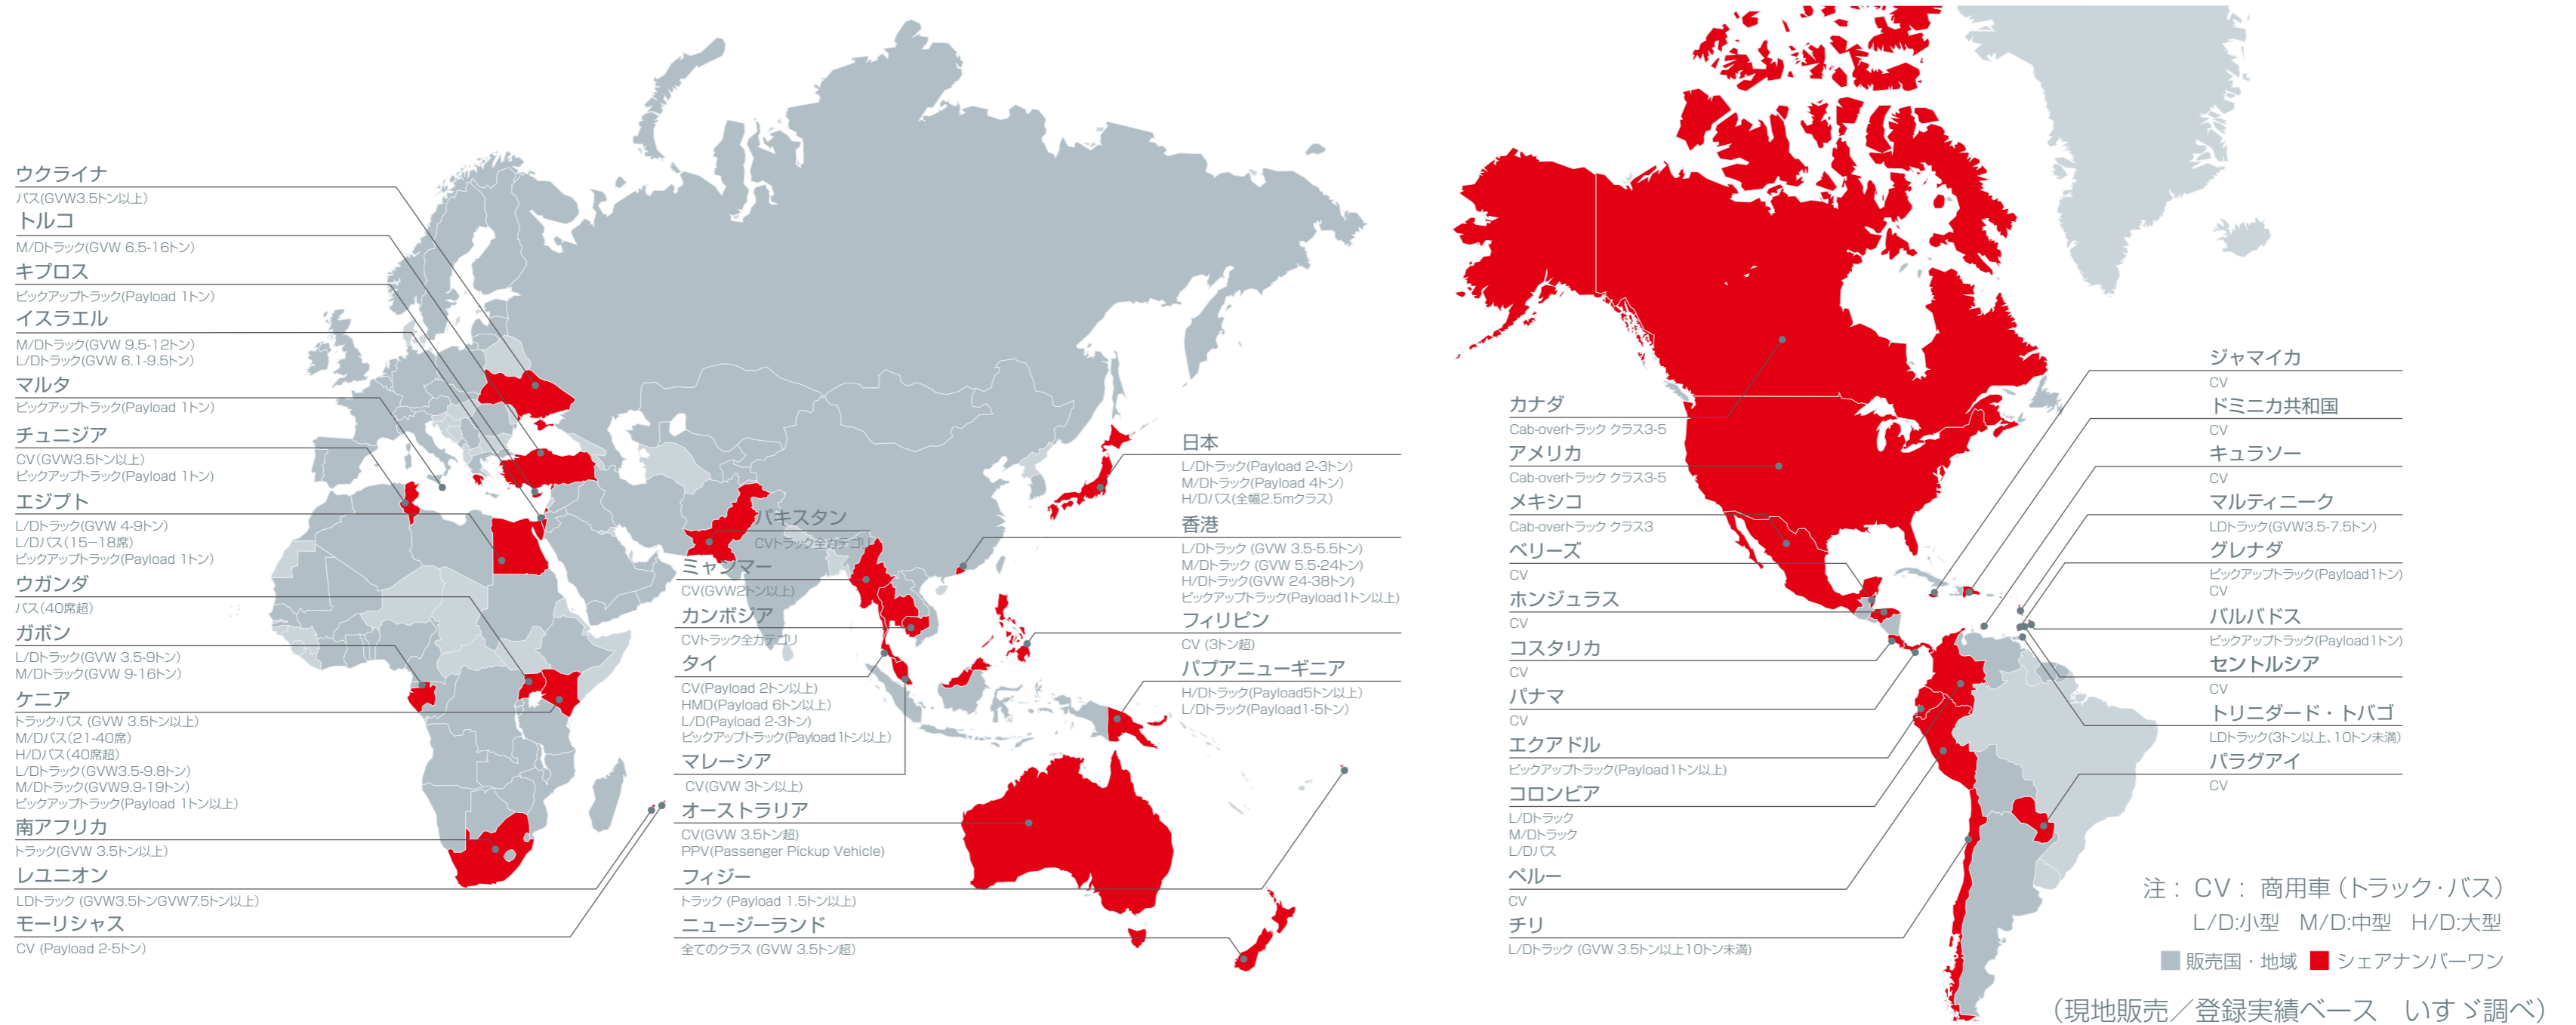 ウクライナ
バス(GVW3.5トン以上)
トルコ
M/Dトラック(GVW 6.5-16トン)
キプロス
ピックアップトラック(Payload 1トン)
イスラエル
M/Dトラック(GVW 9.5-12トン)
L/Dトラック(GVW 6.1-9.5トン)
マルタ
ピックアップトラック(Payload 1トン)
チュニジア
CV(GVW3.5トン以上)
ピックアップトラック(Payload 1トン)
エジプト
L/Dトラック(GVW 4-9トン)
L/Dバス(15−18席)
ピックアップトラック(Payload 1トン)
ウガンダ
バス(40席超)
ガボン
L/Dトラック(GVW 3.5-9トン)
M/Dトラック(GVW 9-16トン)
ケニア
トラック・バス (GVW 3.5トン以上)
M/Dバス(21-40席)
H/Dバス(40席超)
L/Dトラック(GVW3.5-9.8トン)
M/Dトラック(GVW9.9-19トン)
ピックアップトラック(Payload 1トン以上)
南アフリカ
トラック(GVW 3.5トン以上)
レユニオン
LDトラック (GVW3.5トンGVW7.5トン以上)
モーリシャス
CV (Payload 2-5トン)
パキスタン
CVトラック全カテゴリ
ミャンマー
CV(GVW2トン以上)
カンボジア
CVトラック全カテゴリ
タイ
CV(Payload 2トン以上)
HMD(Payload 6トン以上)
L/D(Payload 2-3トン)
ピックアップトラック(Payload 1トン以上)
マレーシア
CV(GVW 3トン以上)
オーストラリア
CV(GVW 3.5トン超)
PPV(Passenger Pickup Vehicle)
フィジー
トラック (Payload 1.5トン以上)
ニュージーランド
全てのクラス (GVW 3.5トン超)
日本
L/Dトラック(Payload 2-3トン)
M/Dトラック(Payload 4トン)
H/Dバス(全幅2.5mクラス)
香港
L/Dトラック (GVW 3.5-5.5トン)
M/Dトラック (GVW 5.5-24トン)
H/Dトラック(GVW 24-38トン)
ピックアップトラック(Payload1トン以上)
フィリピン
CV (3トン超)
パプアニューギニア
H/Dトラック(Payload5トン以上)
L/Dトラック(Payload1-5トン)
カナダ
Cab-overトラック クラス3-5
アメリカ
Cab-overトラック クラス3-5
メキシコ
Cab-overトラック クラス3
ベリーズ
CV
ホンジュラス
CV
コスタリカ
CV
パナマ
CV
エクアドル
ピックアップトラック(Payload1トン以上)
コロンビア
L/Dトラック
M/Dトラック
L/Dバス
ペルー
CV
チリ
L/Dトラック (GVW 3.5トン以上10トン未満)
ジャマイカ
CV
ドミニカ共和国
CV
キュラソー
CV
マルティニーク
LDトラック(GVW3.5-7.5トン)
グレナダ
ピックアップトラック(Payload1トン)
CV
バルバドス
ピックアップトラック(Payload1トン)
セントルシア
CV
トリニダード・トバゴ
LDトラック(3トン以上、10トン未満)
パラグアイ
CV
注： CV： 商用車（トラック・バス）
L/D:小型 M/D:中型 H/D:大型
販売国・地域 シェアナンバーワン
（現地販売／登録実績ベース いすゞ調べ）